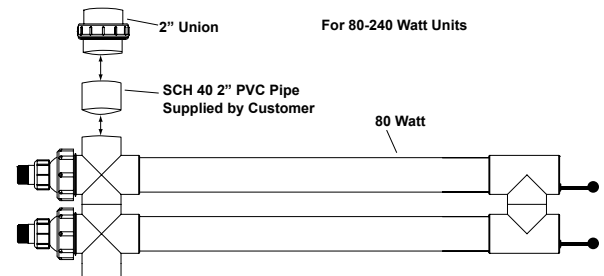 2” Union
For 80-240 Watt Units
SCH 40 2” PVC Pipe
Supplied by Customer
80 Watt